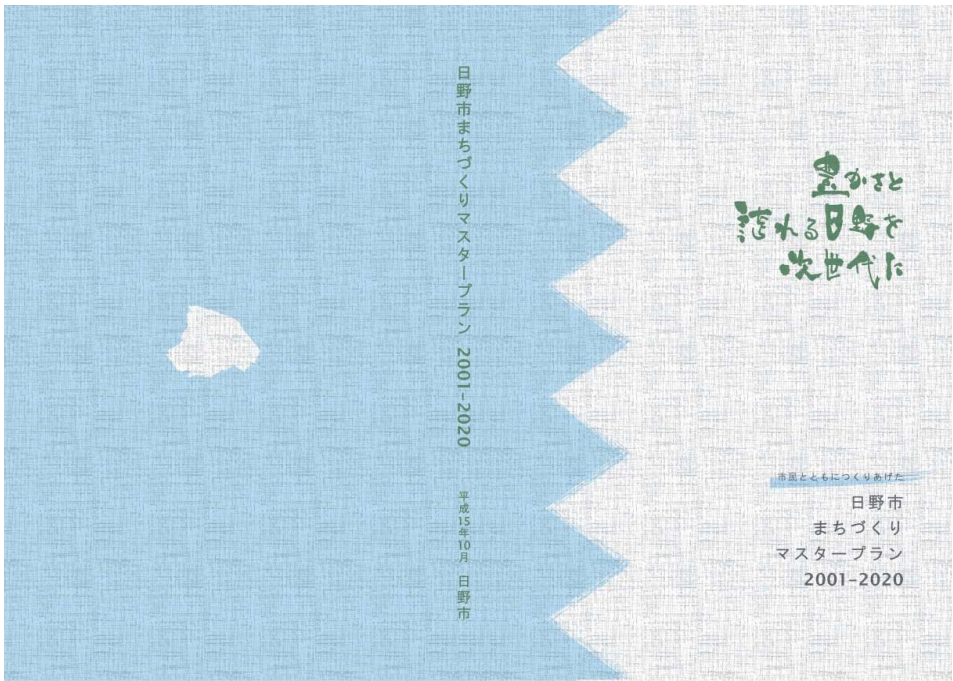 日野市まちづくりマスタープラン 2001-2020
平成15年10月 日野市
豊かさと
誇れる日野を
次世代に
市民とともにつくりあげた
日野市
まちづくり
マスタープラン
2001-2020